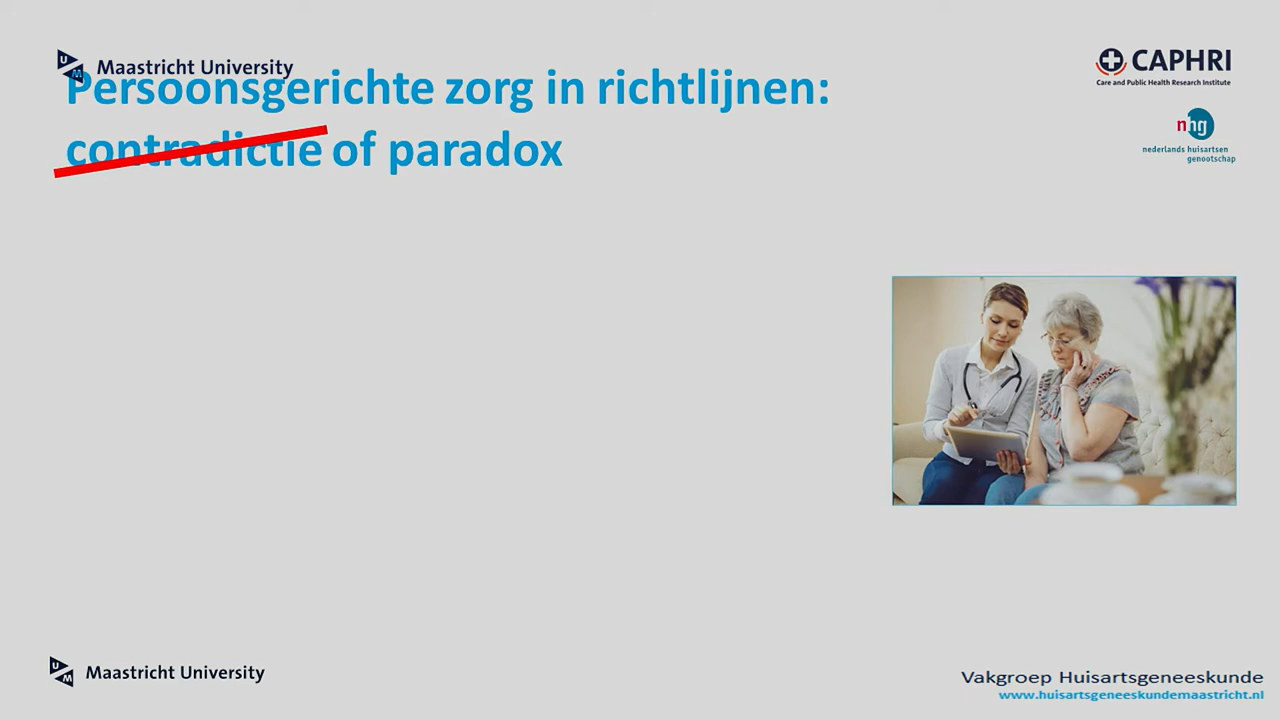 Maastricht University
Persoonsgerichte zorg in richtlijnen:
contradictie of paradox
CAPHRI
Care and Public Health Research Institute
nhg
nederlands huisartsen
genootschap
UM
Maastricht University
Vakgroep Huisartsgeneeskunde
www.huisartsgeneeskundemaastricht.nl